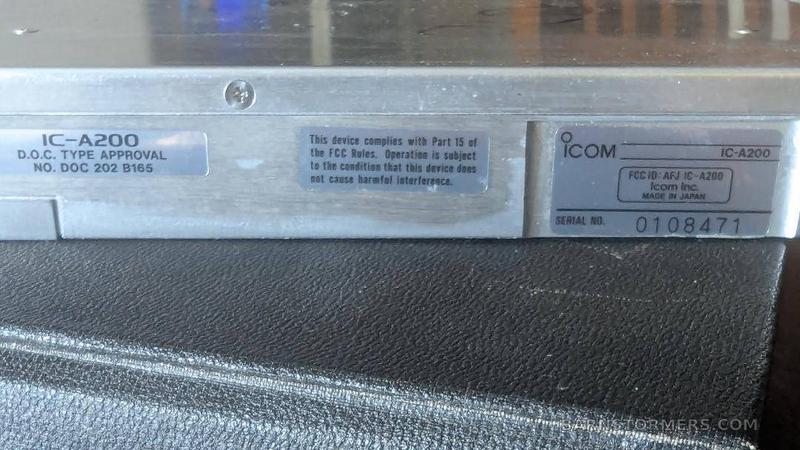 IC-A200
D.O.C. TYPE APPROVAL
NO. DOC 202 B165
This device complies with Part 15 of
the FCC Rules. Operation is subject
to the condition that this device does
not cause harmful interference.
ICOM
IC-A200
FCC ID: AFJ IC-A200
Icom Inc.
MADE IN JAPAN
SERIAL NO. 0108471
BARNSTORMERS.COM